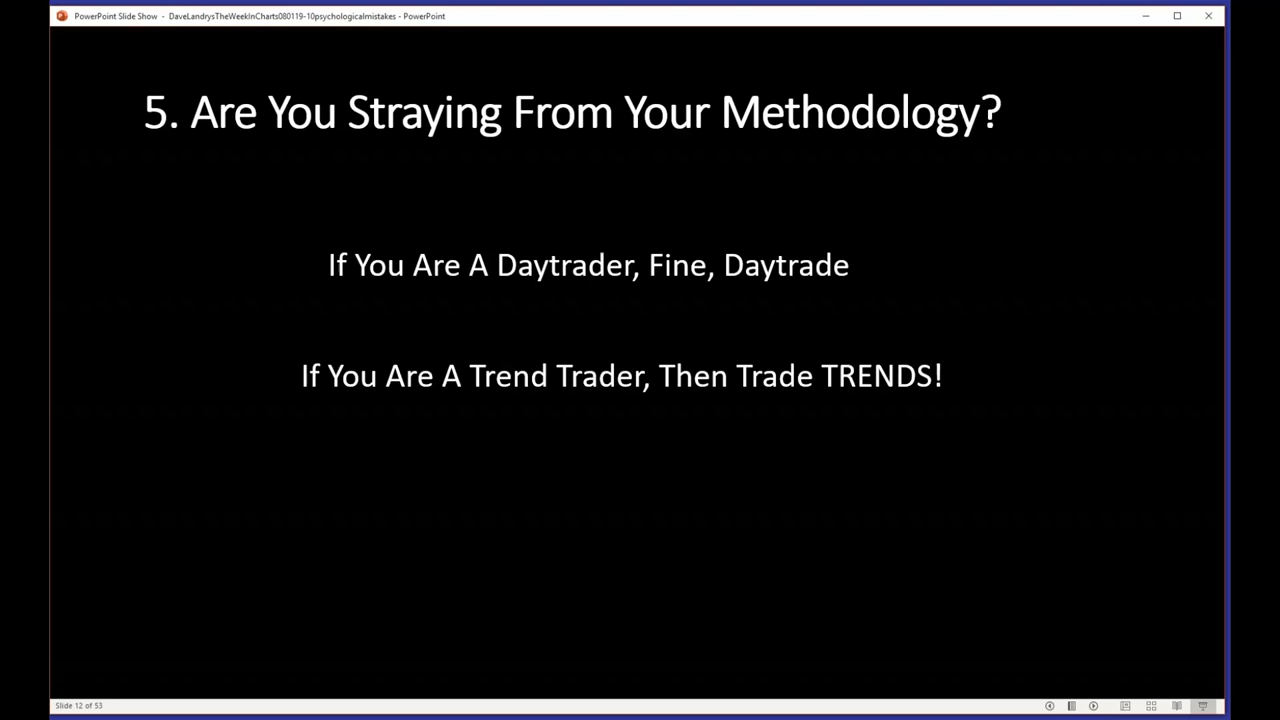 PowerPoint Slide Show - DaveLandrysTheWeekInCharts080119-10psychologicalmistakes - PowerPoint
5. Are You Straying From Your Methodology?
If You Are A Daytrader, Fine, Daytrade
If You Are A Trend Trader, Then Trade TRENDS!
Slide 12 of 53